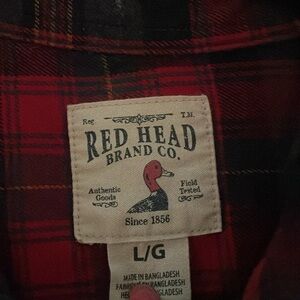 Reg. T.M.
RED HEAD
BRAND CO.
Authentic Field
Goods Tested
Since 1856
L/G
MADE IN BANGLADESH